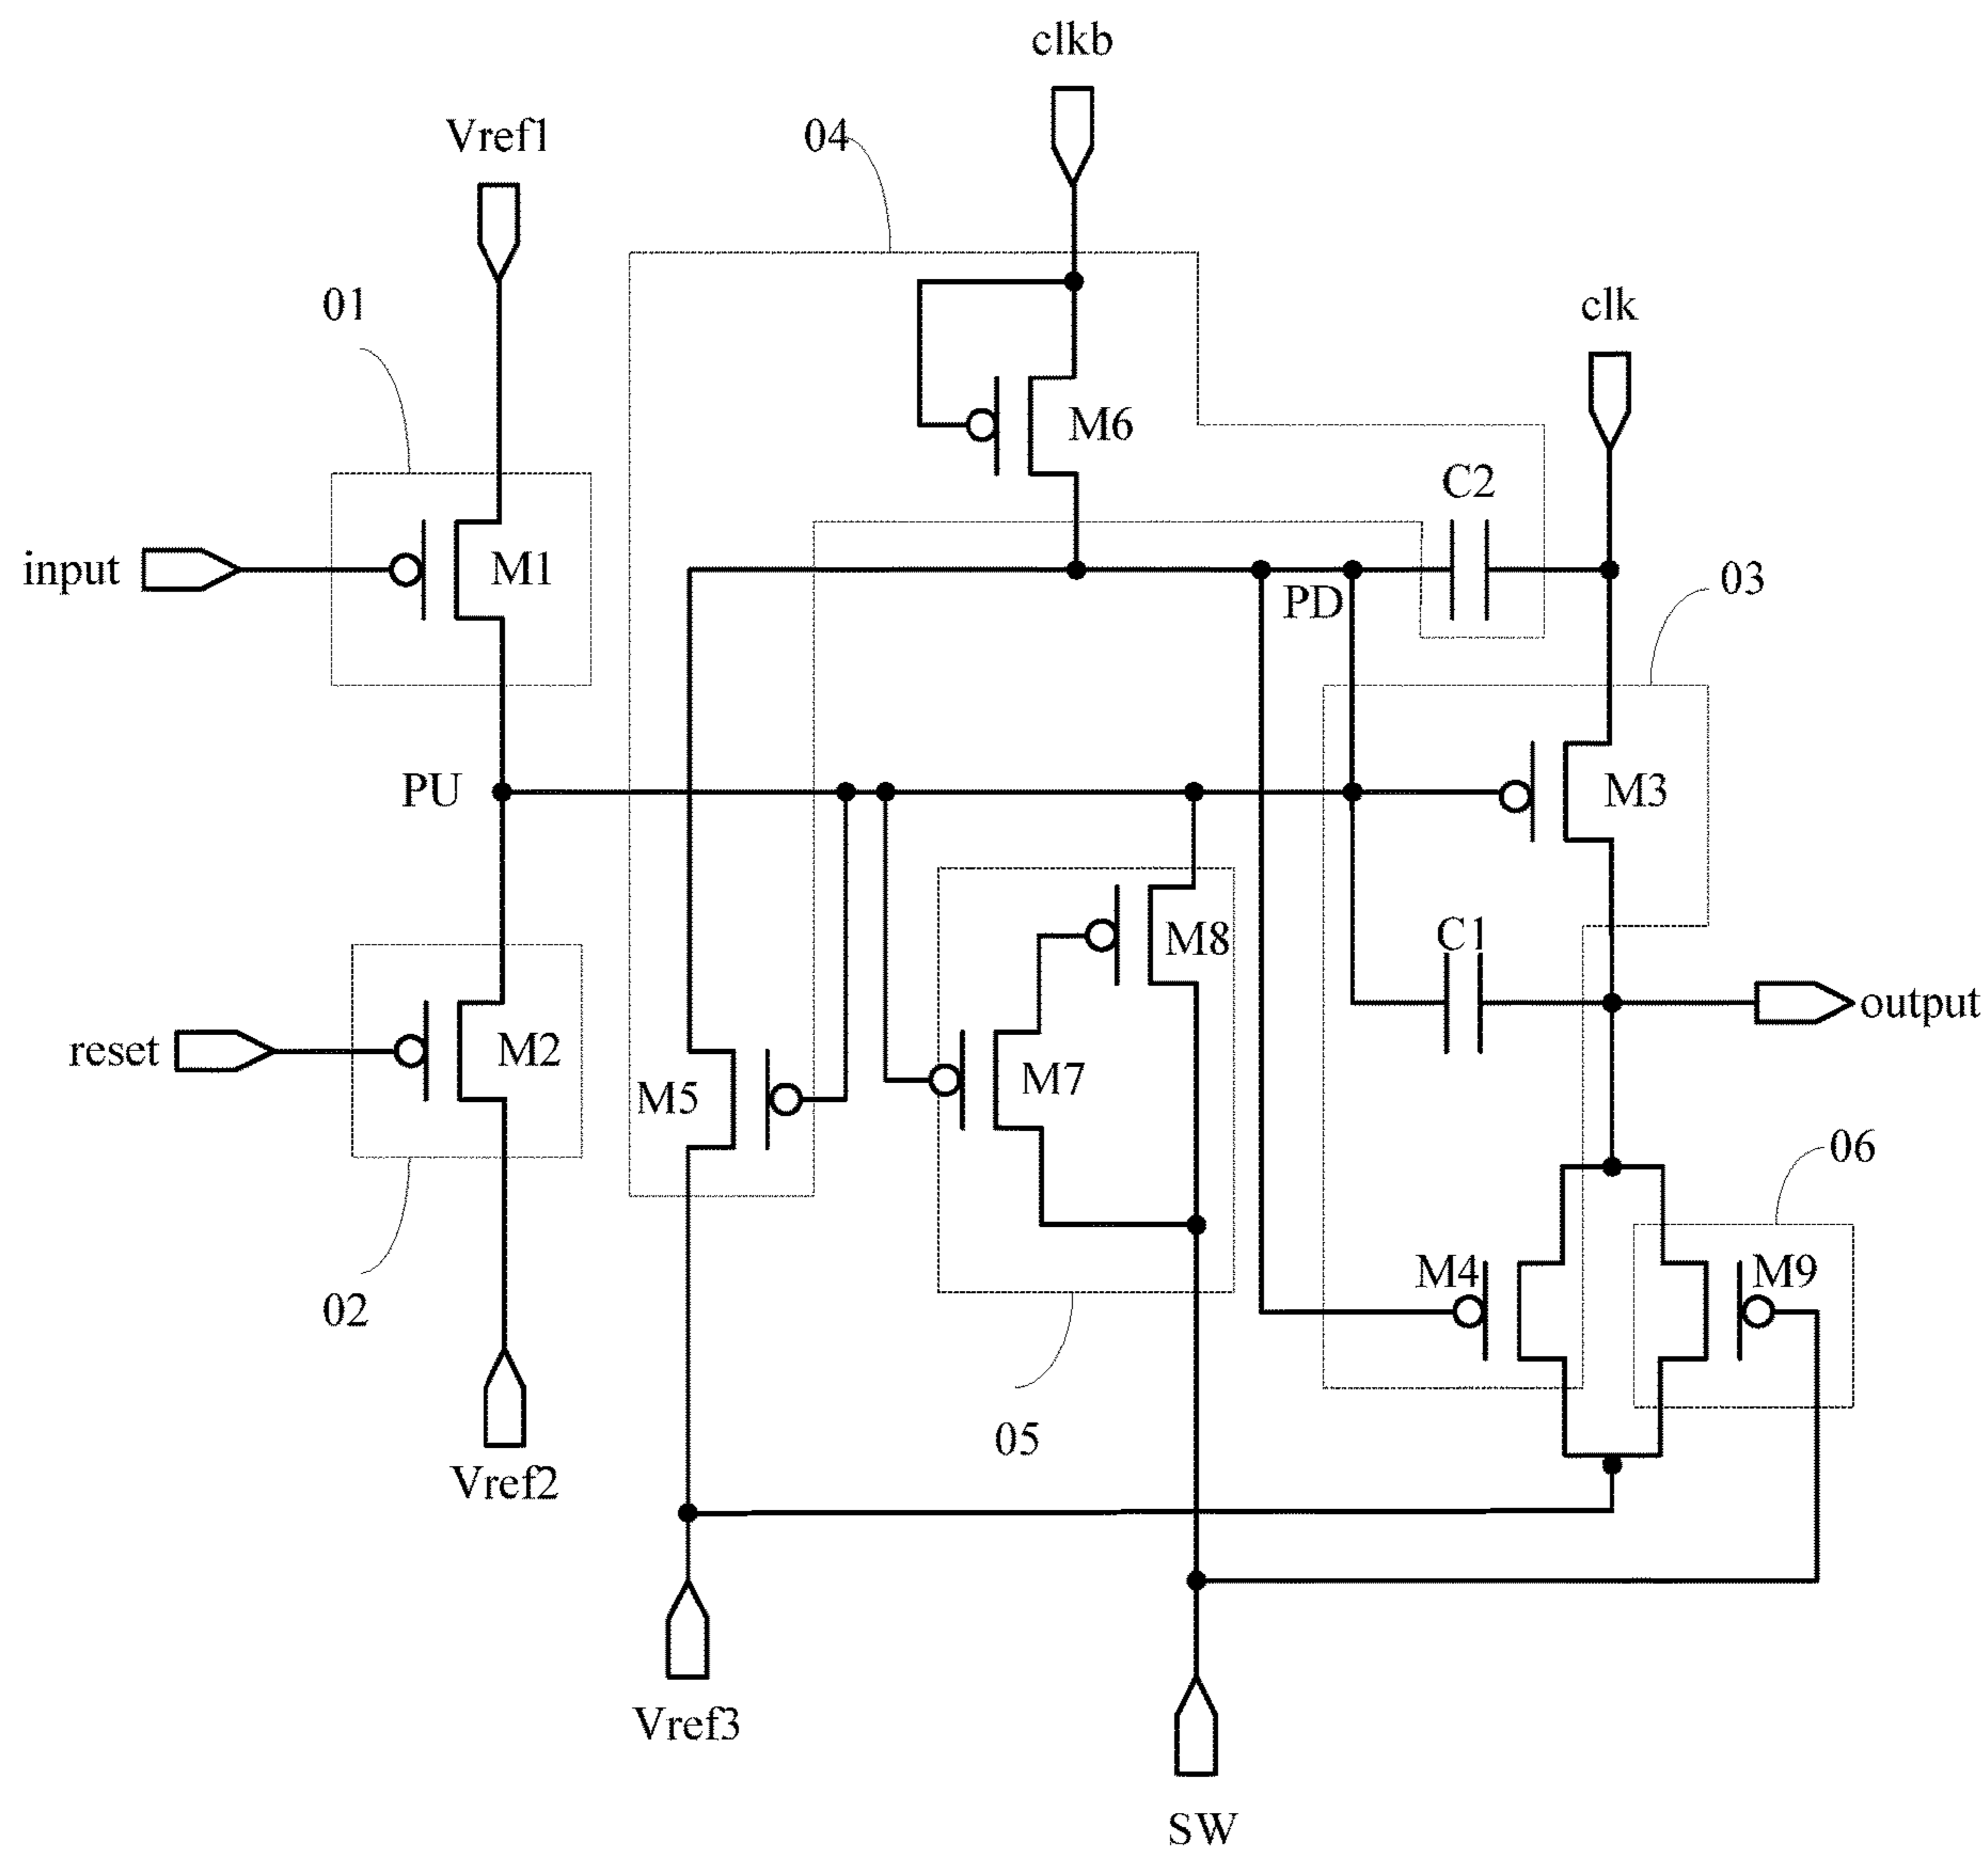 clkb
04
Vref1
01
clk
M6
C2
input
M1
03
PD
PU
M3
M8
C1
output
reset
M2
M5
M7
06
M4
M9
02
05
Vref2
Vref3
SW